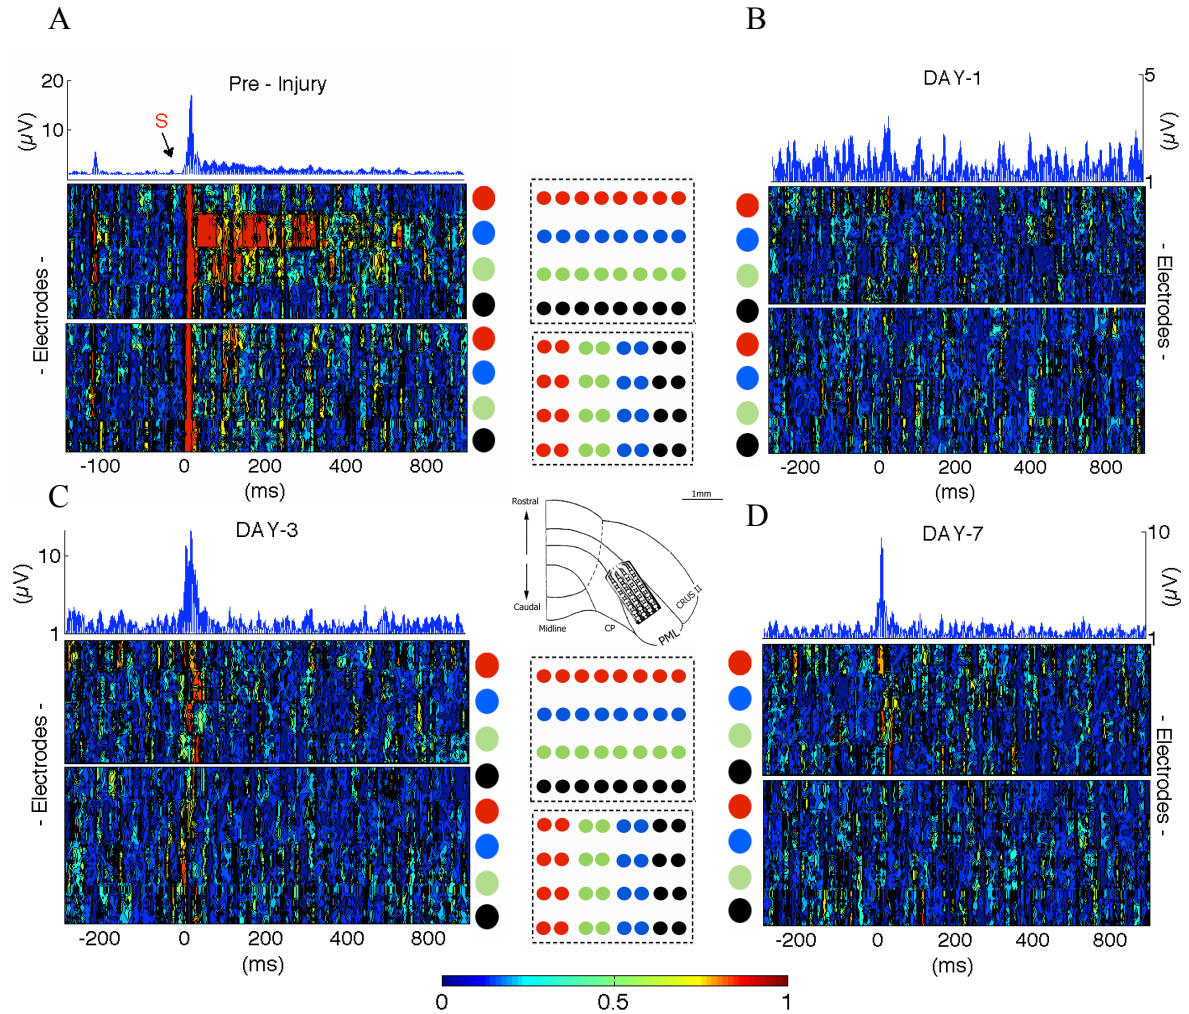 A
Pre - Injury
20
10
(μV)
S
- Electrodes -
-100
0
200
400
800
(ms)
B
DAY-1
5
(μV)
1
- Electrodes -
-200
0
200
400
800
(ms)
C
DAY-3
10
(μV)
1
- Electrodes -
-200
0
200
400
800
(ms)
1mm
Rostral
Caudal
Midline
CP
PML
CRUS II
D
DAY-7
10
(μV)
1
- Electrodes -
-200
0
200
400
800
(ms)
0
0.5
1